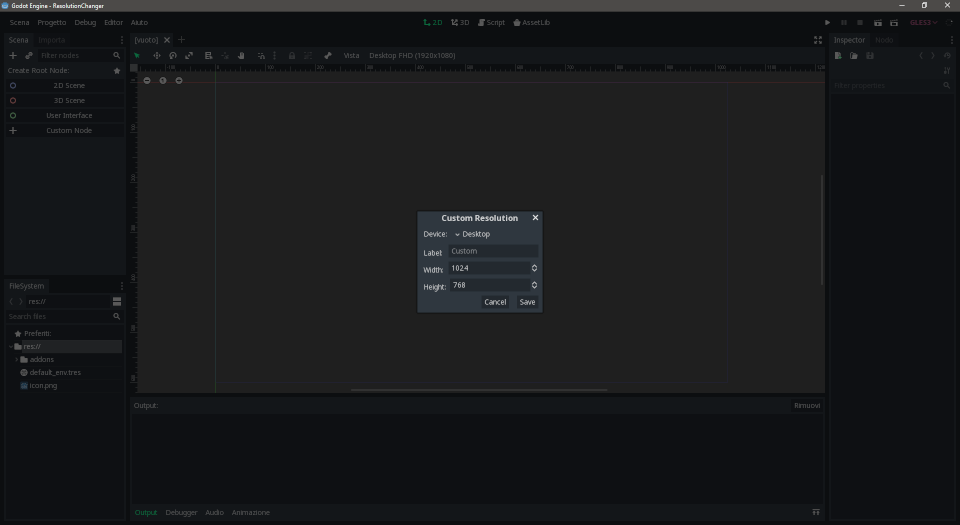 Godot Engine - ResolutionChanger
Scena Progetto Debug Editor Aiuto
2D 3D Script AssetLib
GLES3
Scena Importa
[vuoto]
Inspector Node
Filter nodes
Vista Desktop FHD (1920x1080)
Create Root Node:
2D Scene
3D Scene
User Interface
Custom Node
Filter properties
Custom Resolution
Device: Desktop
Label: Custom
Width: 1024
Height: 768
Cancel Save
FileSystem
res://
Search files
Preferiti:
res://
addons
default_env.tres
icon.png
Output: Rimuovi
Output Debugger Audio Animazione